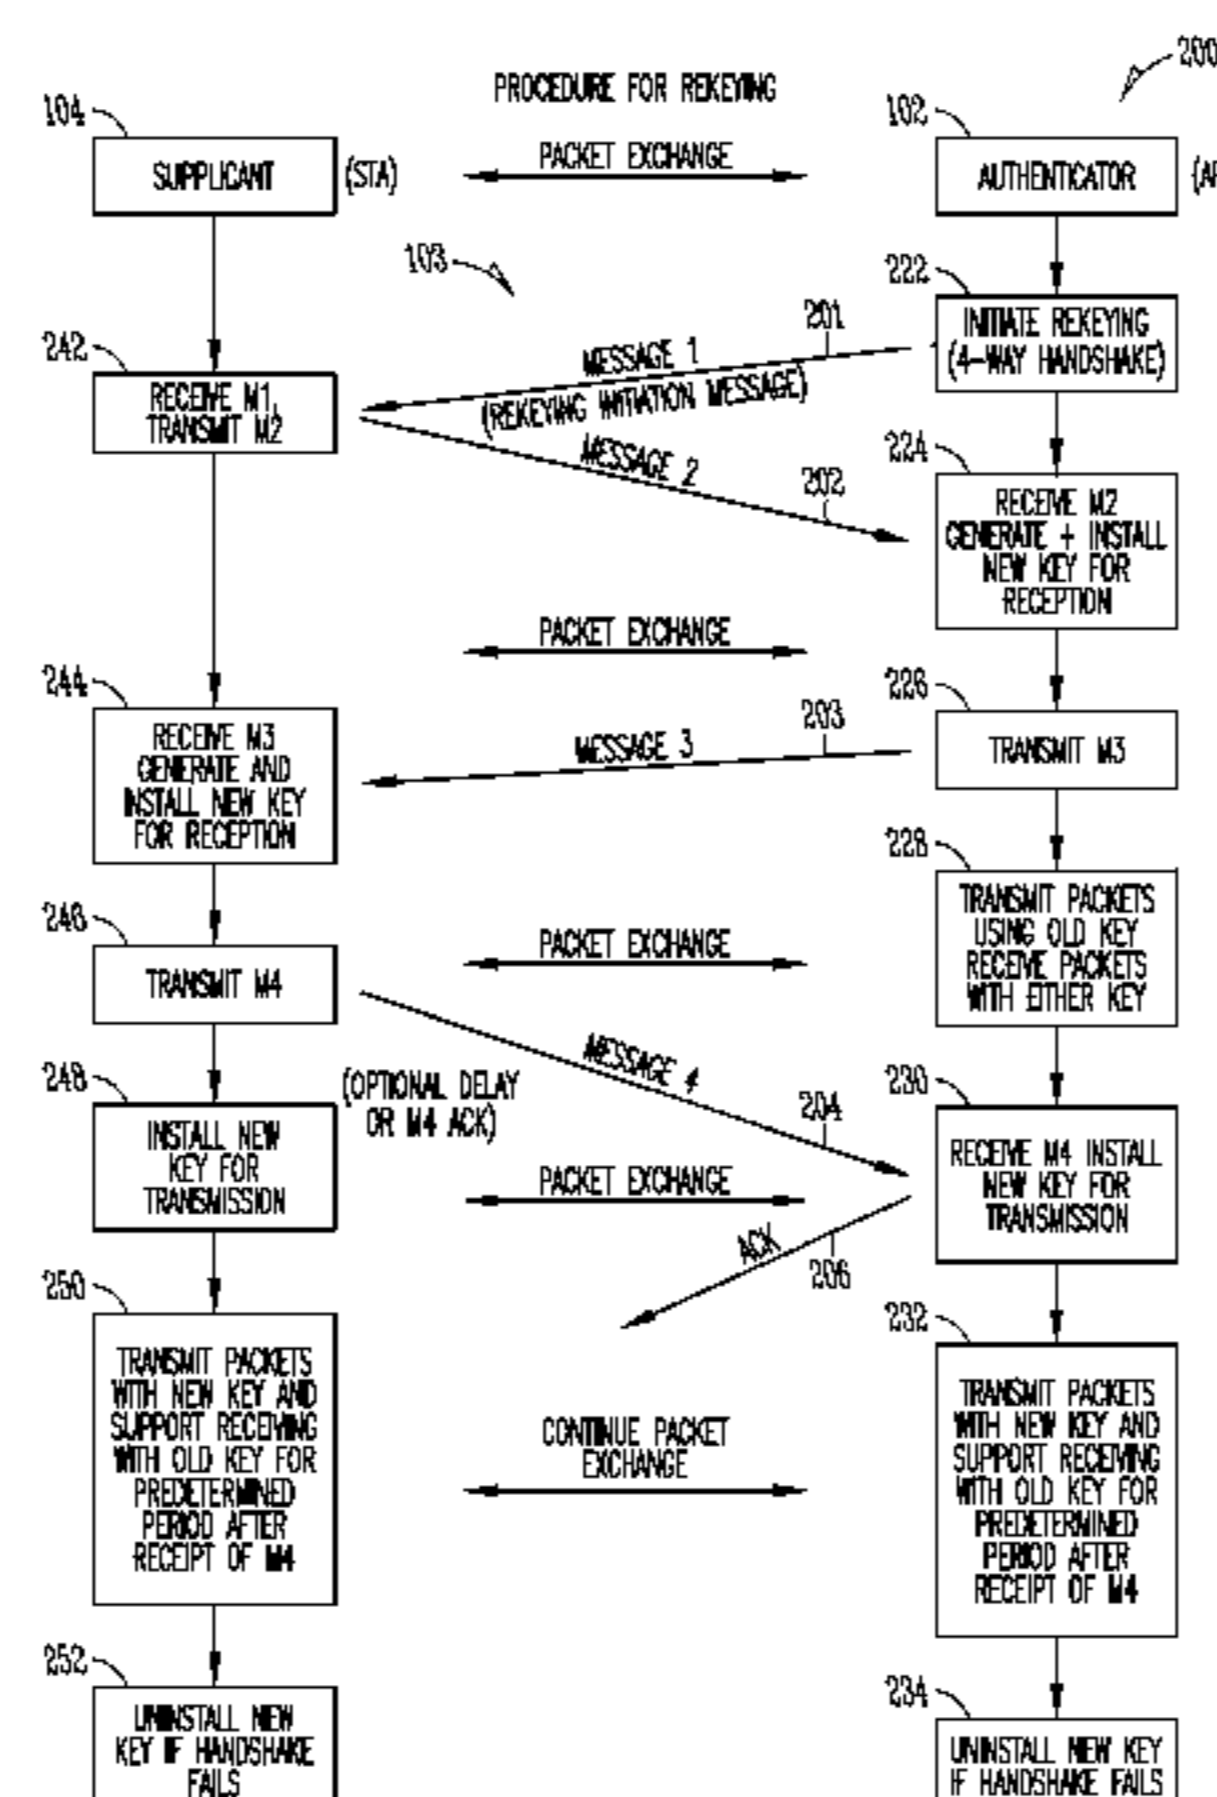 200
PROCEDURE FOR REKEYING
104
SUPPLICANT
(STA)
PACKET EXCHANGE
102
AUTHENTICATOR
103
222
INITIATE REKEYING
(4-WAY HANDSHAKE)
201
MESSAGE 1
(REKEYING INITIATION MESSAGE)
242
RECEIVE M1,
TRANSMIT M2
MESSAGE 2
202
224
RECEIVE M2
GENERATE + INSTALL
NEW KEY FOR
RECEPTION
PACKET EXCHANGE
244
RECEIVE M3
GENERATE AND
INSTALL NEW KEY
FOR RECEPTION
203
MESSAGE 3
226
TRANSMIT M3
228
TRANSMIT PACKETS
USING OLD KEY
RECEIVE PACKETS
WITH EITHER KEY
246
TRANSMIT M4
PACKET EXCHANGE
MESSAGE 4
204
248
INSTALL NEW
KEY FOR
TRANSMISSION
(OPTIONAL DELAY
OR M4 ACK)
PACKET EXCHANGE
230
RECEIVE M4 INSTALL
NEW KEY FOR
TRANSMISSION
ACK
206
250
TRANSMIT PACKETS
WITH NEW KEY AND
SUPPORT RECEIVING
WITH OLD KEY FOR
PREDETERMINED
PERIOD AFTER
RECEIPT OF M4
CONTINUE PACKET
EXCHANGE
232
TRANSMIT PACKETS
WITH NEW KEY AND
SUPPORT RECEIVING
WITH OLD KEY FOR
PREDETERMINED
PERIOD AFTER
RECEIPT OF M4
252
UNINSTALL NEW
KEY IF HANDSHAKE
FAILS
234
UNINSTALL NEW KEY
IF HANDSHAKE FAILS